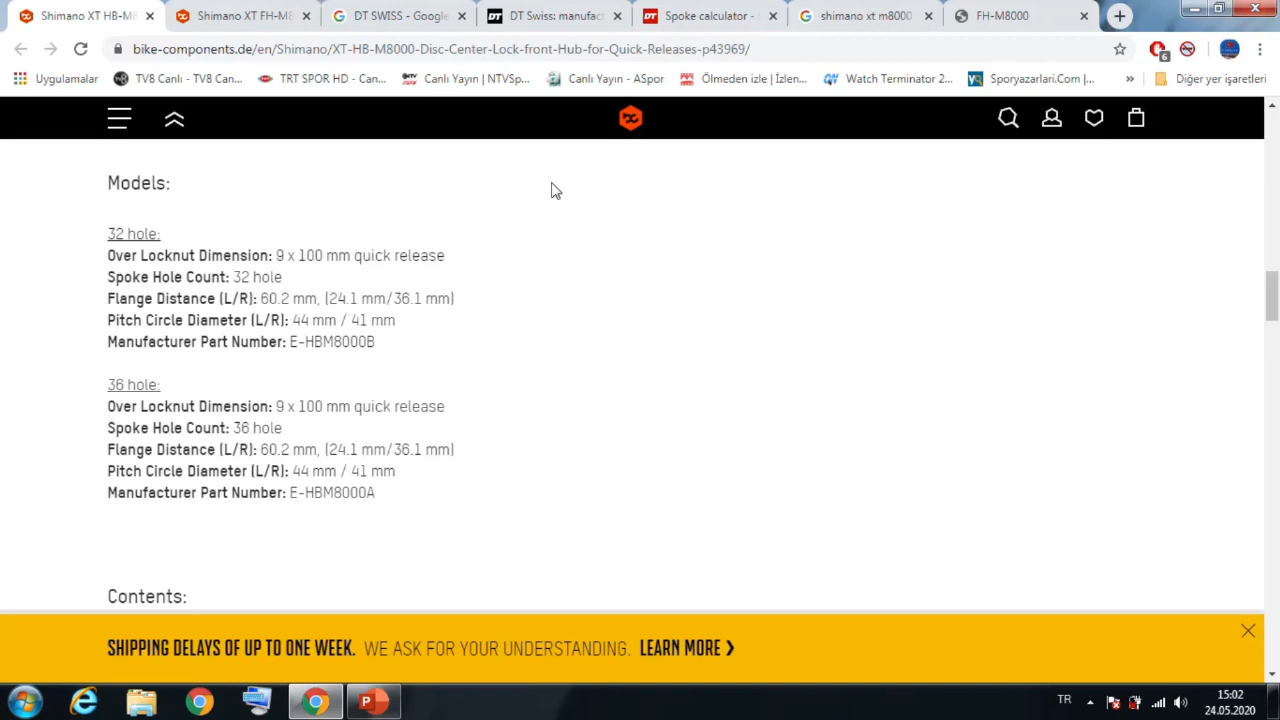 Shimano XT HB-M8
Shimano XT FH-M8
DT SWISS - Google
DT Swiss: manufac
Spoke calculator -
shimano xt m8000
FH-M8000
bike-components.de/en/Shimano/XT-HB-M8000-Disc-Center-Lock-front-Hub-for-Quick-Releases-p43969/
6
Uygulamalar
TV8 Canlı - TV8 Can...
TRT SPOR HD - Can...
Canlı Yayın | NTVSp...
Canlı Yayın - ASpor
Ölmeden izle | İzlen...
Watch Terminator 2...
Sporyazarlari.Com |...
»
Diğer yer işaretleri
Models:
32 hole:
Over Locknut Dimension: 9 x 100 mm quick release
Spoke Hole Count: 32 hole
Flange Distance (L/R): 60.2 mm, (24.1 mm/36.1 mm)
Pitch Circle Diameter (L/R): 44 mm / 41 mm
Manufacturer Part Number: E-HBM8000B
36 hole:
Over Locknut Dimension: 9 x 100 mm quick release
Spoke Hole Count: 36 hole
Flange Distance (L/R): 60.2 mm, (24.1 mm/36.1 mm)
Pitch Circle Diameter (L/R): 44 mm / 41 mm
Manufacturer Part Number: E-HBM8000A
Contents:
SHIPPING DELAYS OF UP TO ONE WEEK. WE ASK FOR YOUR UNDERSTANDING. LEARN MORE ❯
TR
15:02
24.05.2020